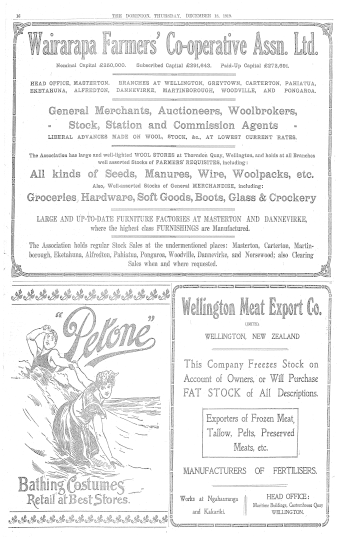 16
THE DOMINION, THURSDAY, DECEMBER
Wairarapa Farmers' Co-operative Assn. Ltd.
Nominal Capital £250,000. Subscribed Capital £291,843. Paid-Up Capital
HEAD OFFICE, MASTERTON. BRANCHES AT WELLINGTON, GREYTOWN, CARTERTON, PAHIATUA,
EKETAHUNA, ALFREDTON, DANNEVIRKE, MARTINBOROUGH, WOODVILLE, AND PONGAROA.
General Merchants, Auctioneers, Woolbrokers,
- Stock, Station and Commission Agents -
LIBERAL ADVANCES MADE ON WOOL, STOCK, &c. AT LOWEST CURRENT RATES.
The Association has large and well-lighted WOOL STORES at Thorndon Quay, Wellington, and holds at all Branches
well assorted Stocks of FARMERS' REQUISITES, including:
All kinds of Seeds, Manures, Wire, Woolpacks, etc.
Also, Well-assorted Stocks of General MERCHANDISE, including:
Groceries, Hardware, Soft Goods, Boots, Glass & Crockery
LARGE AND UP-TO-DATE FURNITURE FACTORIES AT MASTERTON AND DANNEVIRKE,
where the highest class FURNISHINGS are Manufactured.
The Association holds regular Stock Sales at the undermentioned places: Masterton, Carterton, Martin-
borough, Eketahuna, Alfredton, Pahiatua, Pongaroa, Woodville, Dannevirke, and Norsewood; also Clearing
Sales when and where requested.
"Petone"
Bathing Costumes
Retail at Best Stores.
Wellington Meat Export Co.
WELLINGTON, NEW ZEALAND
This Company Freezes Stock on
Account of Owners, or Will Purchase
FAT STOCK of All Descriptions.
Exporters of Frozen Meat,
Tallow, Pelts, Preserved
Meats, etc.
MANUFACTURERS OF FERTILISERS.
Works at Ngahauranga
and Kakariki.
HEAD OFFICE:
Buildings, Customhouse Quay
WELLINGTON.